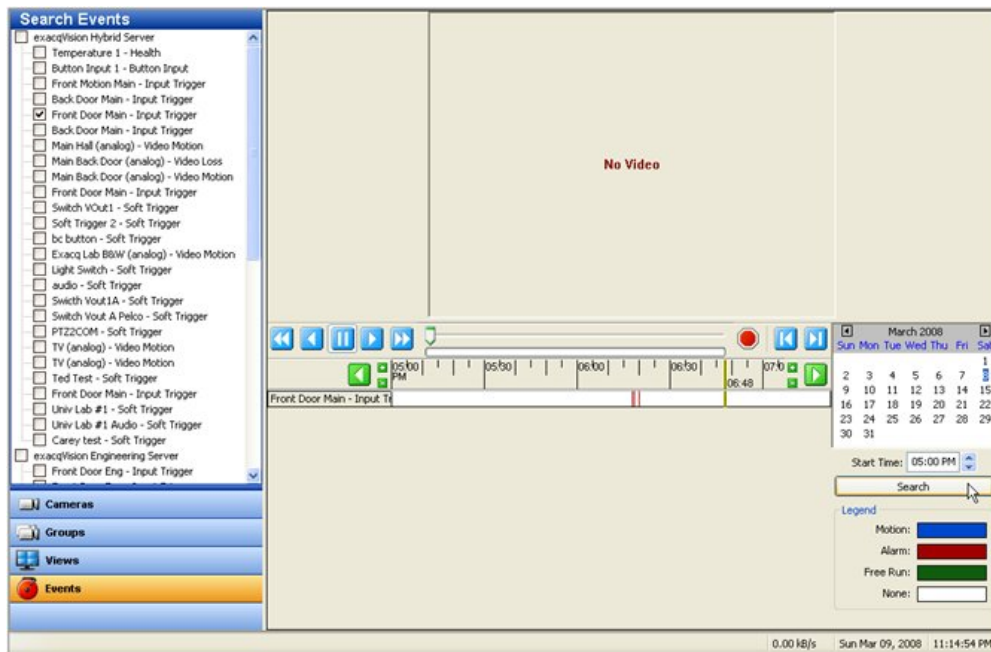 Search Events
exacqVision Hybrid Server
Temperature 1 - Health
Button Input 1 - Button Input
Front Motion Main - Input Trigger
Back Door Main - Input Trigger
Front Door Main - Input Trigger
Back Door Main - Input Trigger
Main Hall (analog) - Video Motion
Main Back Door (analog) - Video Loss
Main Back Door (analog) - Video Motion
Front Door Main - Input Trigger
Switch VOut1 - Soft Trigger
Soft Trigger 2 - Soft Trigger
bc button - Soft Trigger
Exacq Lab B&W (analog) - Video Motion
Light Switch - Soft Trigger
audio - Soft Trigger
Swicth Vout1A - Soft Trigger
Switch Vout A Pelco - Soft Trigger
PTZ2COM - Soft Trigger
TV (analog) - Video Motion
TV (analog) - Video Motion
Ted Test - Soft Trigger
Front Door Main - Input Trigger
Univ Lab #1 - Soft Trigger
Univ Lab #1 Audio - Soft Trigger
Carey test - Soft Trigger
exacqVision Engineering Server
Front Door Eng - Input Trigger
Cameras
Groups
Views
Events
No Video
05:00 05:30 06:00 06:30 07:0
PM 06:48
Front Door Main - Input Tr
March 2008
Sun Mon Tue Wed Thu Fri Sat
1
2 3 4 5 6 7 8
9 10 11 12 13 14 15
16 17 18 19 20 21 22
23 24 25 26 27 28 29
30 31
Start Time: 05:00 PM
Search
Legend
Motion:
Alarm:
Free Run:
None:
0.00 kB/s Sun Mar 09, 2008 11:14:54 PM